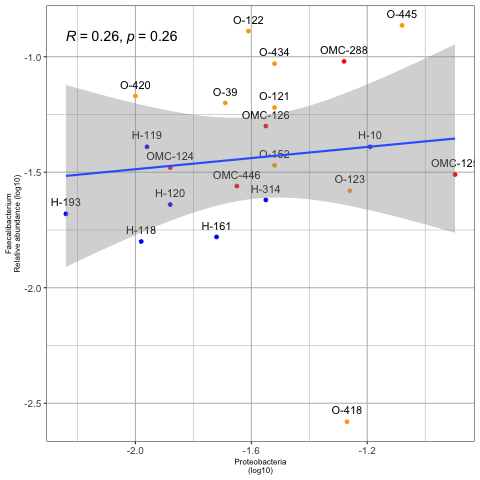 R = 0.26, p = 0.26
O-122
O-445
O-434
OMC-288
O-420
O-39
O-121
OMC-126
H-119
H-10
OMC-124
O-152
OMC-125
OMC-446
O-123
H-120
H-314
H-193
H-118
H-161
O-418
-1.0
-1.5
-2.0
-2.5
Faecalibacterium
Relative abundance (log10)
-2.0
-1.6
-1.2
Proteobacteria
(log10)